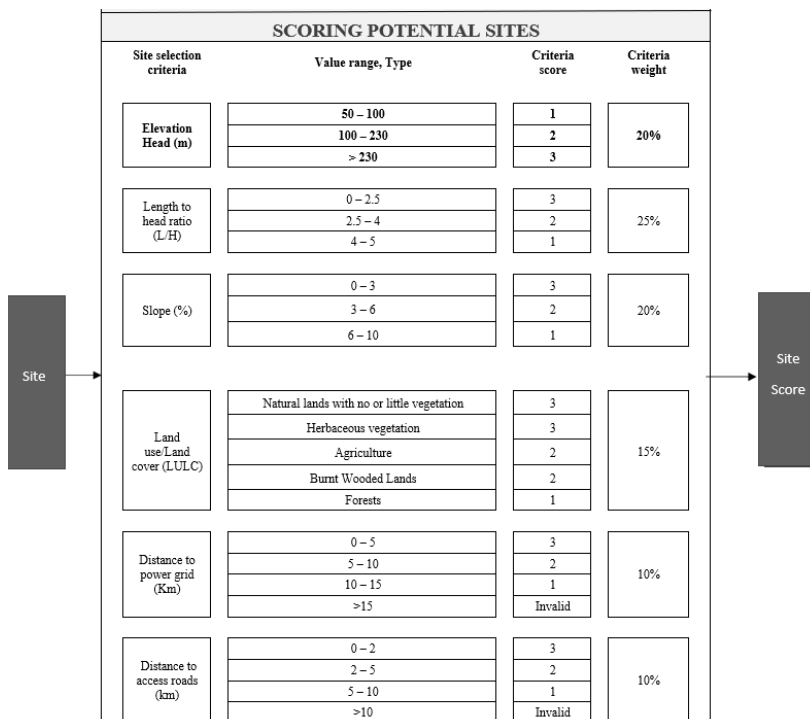 SCORING POTENTIAL SITES
Site selection criteria Value range, Type Criteria score Criteria weight
Elevation Head (m)
50 – 100 1
100 – 230 2
> 230 3
20%
Length to head ratio (L/H)
0 – 2.5 3
2.5 – 4 2
4 – 5 1
25%
Slope (%)
0 – 3 3
3 – 6 2
6 – 10 1
20%
Site
Site
Score
Land use/Land cover (LULC)
Natural lands with no or little vegetation 3
Herbaceous vegetation 3
Agriculture 2
Burnt Wooded Lands 2
Forests 1
15%
Distance to power grid (Km)
0 – 5 3
5 – 10 2
10 – 15 1
>15 Invalid
10%
Distance to access roads (km)
0 – 2 3
2 – 5 2
5 – 10 1
>10 Invalid
10%